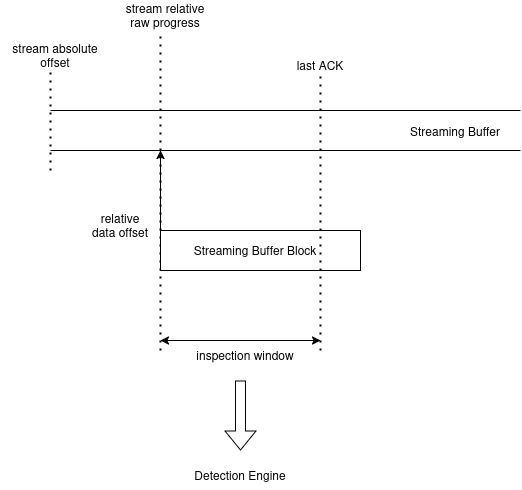 stream relative
raw progress
stream absolute
offset
last ACK
Streaming Buffer
relative
data offset
Streaming Buffer Block
inspection window
Detection Engine